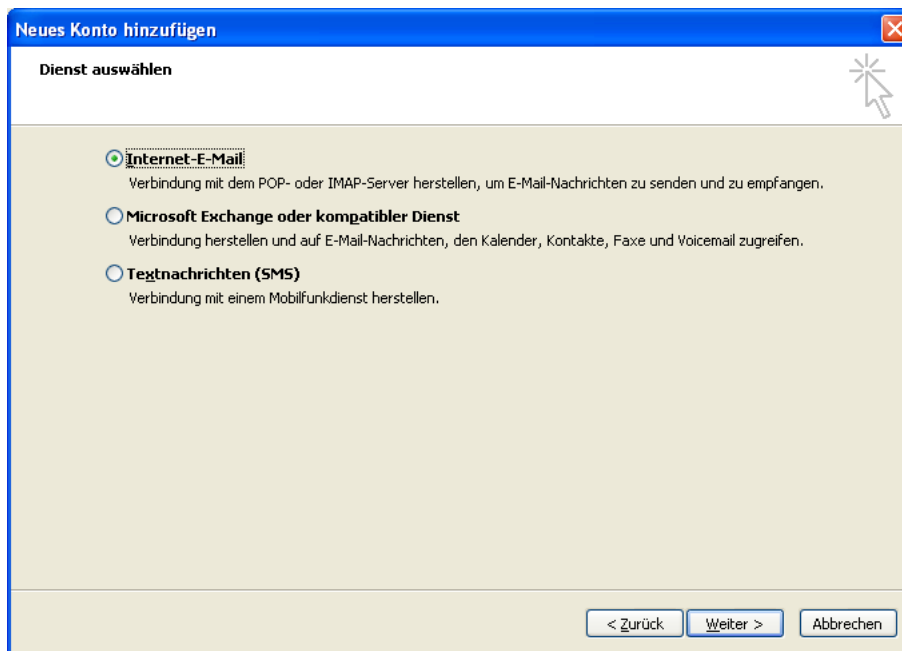 Neues Konto hinzufügen
Dienst auswählen
Internet-E-Mail
Verbindung mit dem POP- oder IMAP-Server herstellen, um E-Mail-Nachrichten zu senden und zu empfangen.
Microsoft Exchange oder kompatibler Dienst
Verbindung herstellen und auf E-Mail-Nachrichten, den Kalender, Kontakte, Faxe und Voicemail zugreifen.
Textnachrichten (SMS)
Verbindung mit einem Mobilfunkdienst herstellen.
< Zurück Weiter > Abbrechen